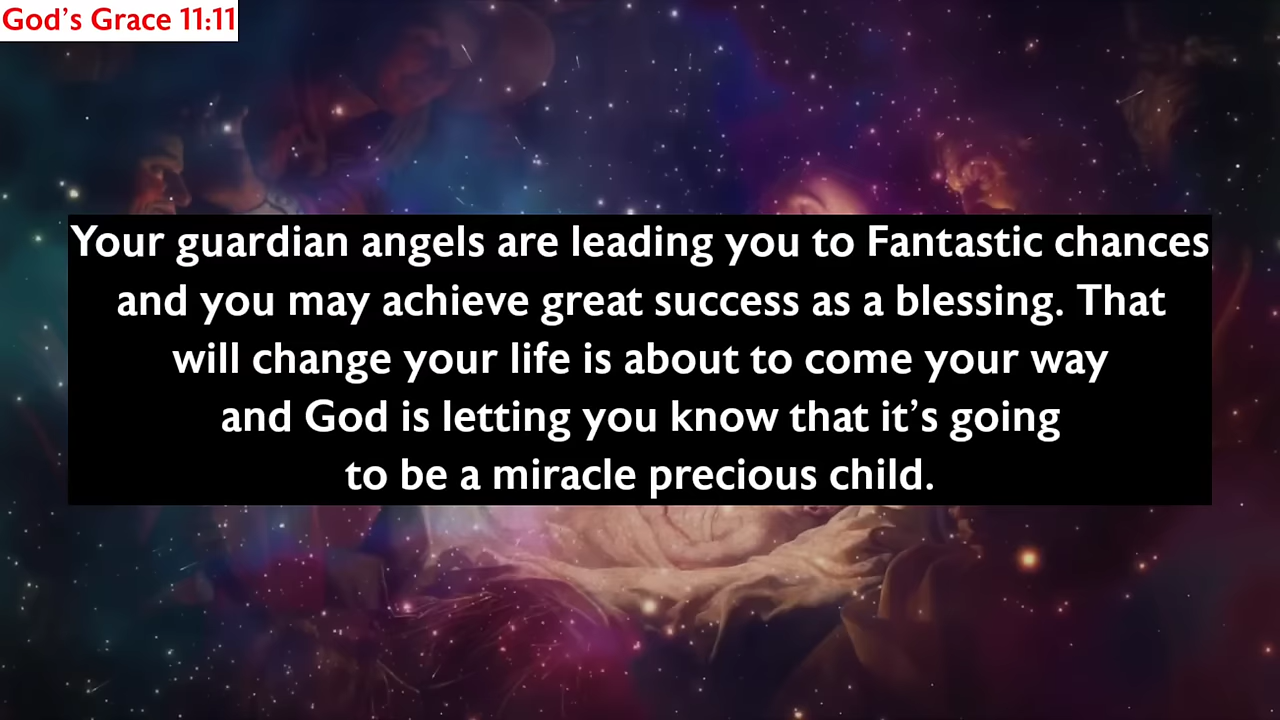 God’s Grace 11:11
Your guardian angels are leading you to Fantastic chances
and you may achieve great success as a blessing. That
will change your life is about to come your way
and God is letting you know that it’s going
to be a miracle precious child.